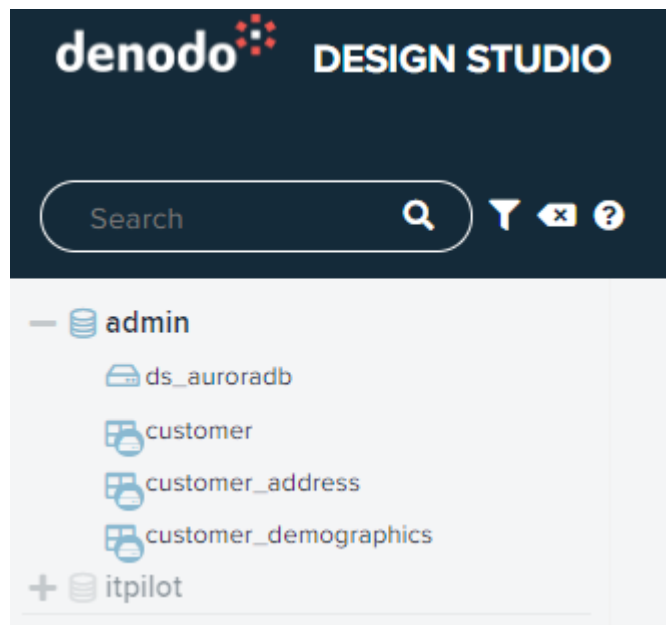 denodo DESIGN STUDIO
Search
admin
ds_auroradb
customer
customer_address
customer_demographics
itpilot